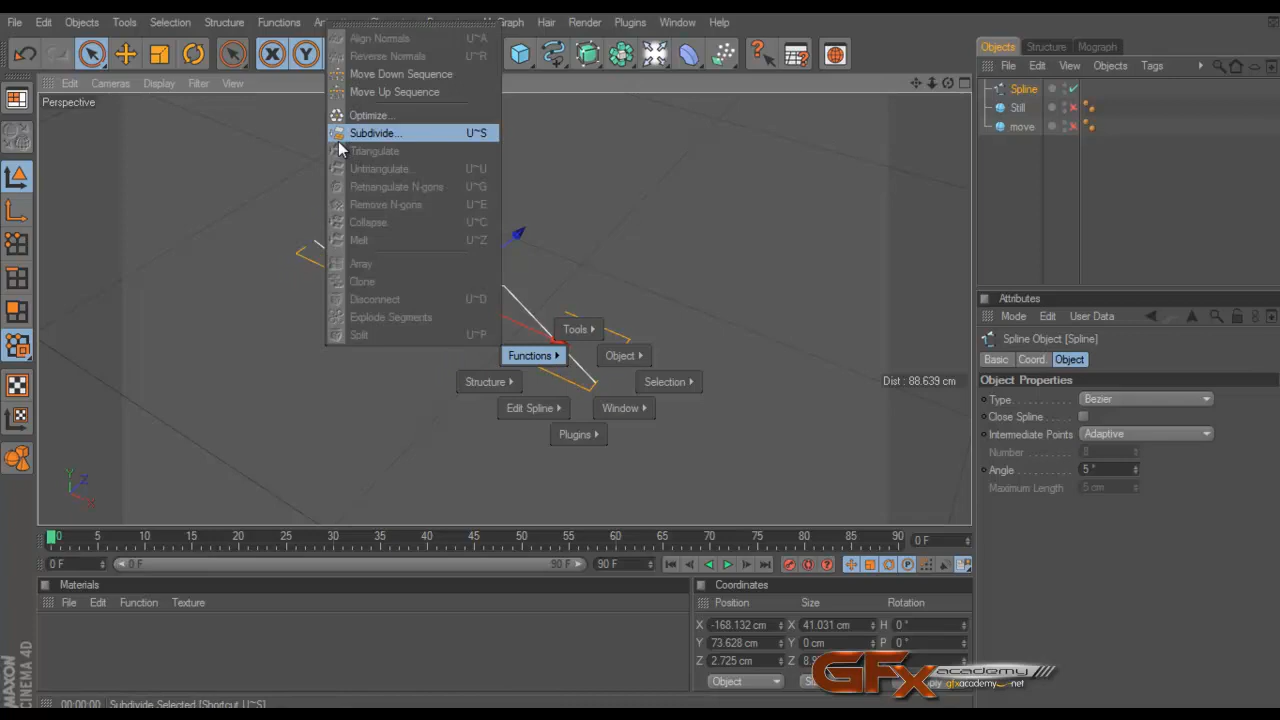 File Edit Objects Tools Selection Structure Functions Graph Hair Render Plugins Window Help
Align Normals U~A
Reverse Normals U~R
Move Down Sequence
Move Up Sequence
Optimize...
Subdivide... U~S
Triangulate
Untriangulate... U~U
Retriangulate N-gons U~G
Remove N-gons U~E
Collapse U~C
Melt U~Z
Array
Clone
Disconnect... U~D
Explode Segments
Split U~P
Edit Cameras Display Filter View
Perspective
Tools
Functions
Object
Structure
Selection
Edit Spline
Window
Plugins
Dist : 88.639 cm
Y
Z
X
Objects Structure Mograph
File Edit View Objects Tags
Spline
Still
move
Attributes
Mode Edit User Data
Spline Object [Spline]
Basic Coord. Object
Object Properties
Type Bezier
Close Spline
Intermediate Points Adaptive
Number 8
Angle 5 °
Maximum Length 5 cm
0 5 10 15 20 25 30 35 40 45 50 55 60 65 70 75 80 85 90 0 F
0 F 0 F 90 F 90 F
Materials
File Edit Function Texture
Coordinates
Position Size Rotation
X -168.132 cm X 41.031 cm H 0 °
Y 73.628 cm Y 0 cm P 0 °
Z 2.725 cm Z
Object
GFx academy
gfxacademy.net
MAXON
CINEMA 4D
00:00:00 Subdivide Selected [Shortcut U~S]